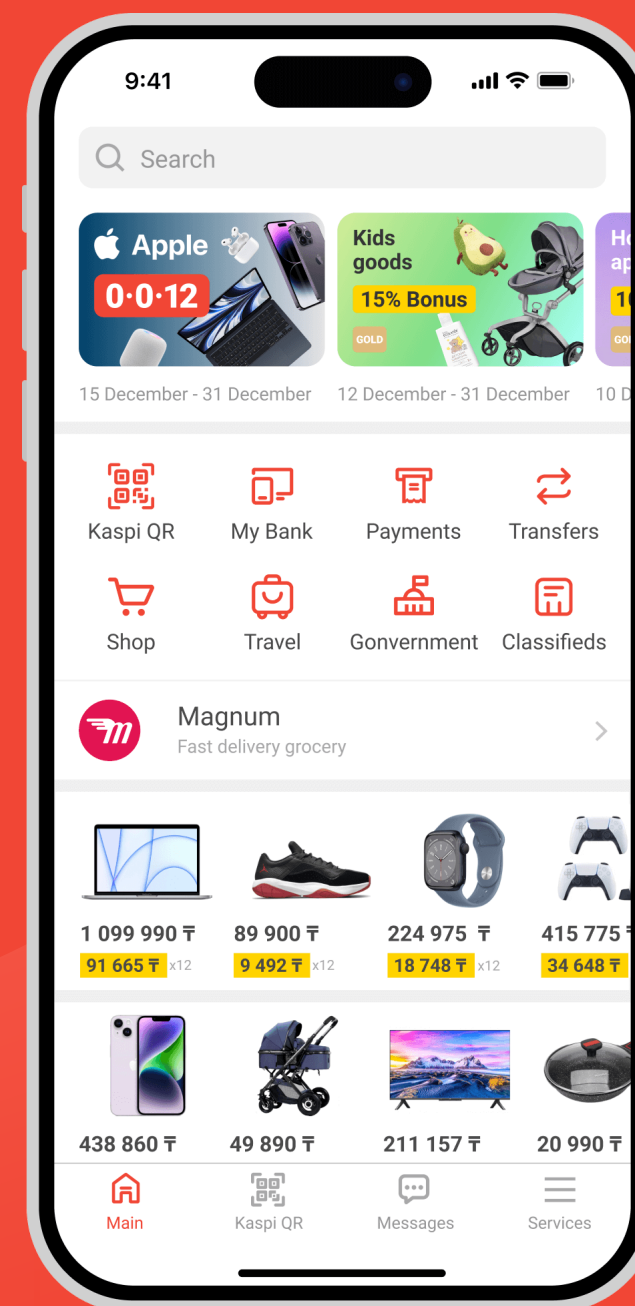 9:41
Search
Apple
0·0·12
Kids
goods
15% Bonus
GOLD
15 December - 31 December
12 December - 31 December
10 D
Kaspi QR
My Bank
Payments
Transfers
Shop
Travel
Gonvernment
Classifieds
Magnum
Fast delivery grocery
1 099 990 ₸
89 900 ₸
224 975 ₸
415 775 ₸
91 665 ₸ x12
9 492 ₸ x12
18 748 ₸ x12
34 648 ₸
438 860 ₸
49 890 ₸
211 157 ₸
20 990 ₸
Main
Kaspi QR
Messages
Services